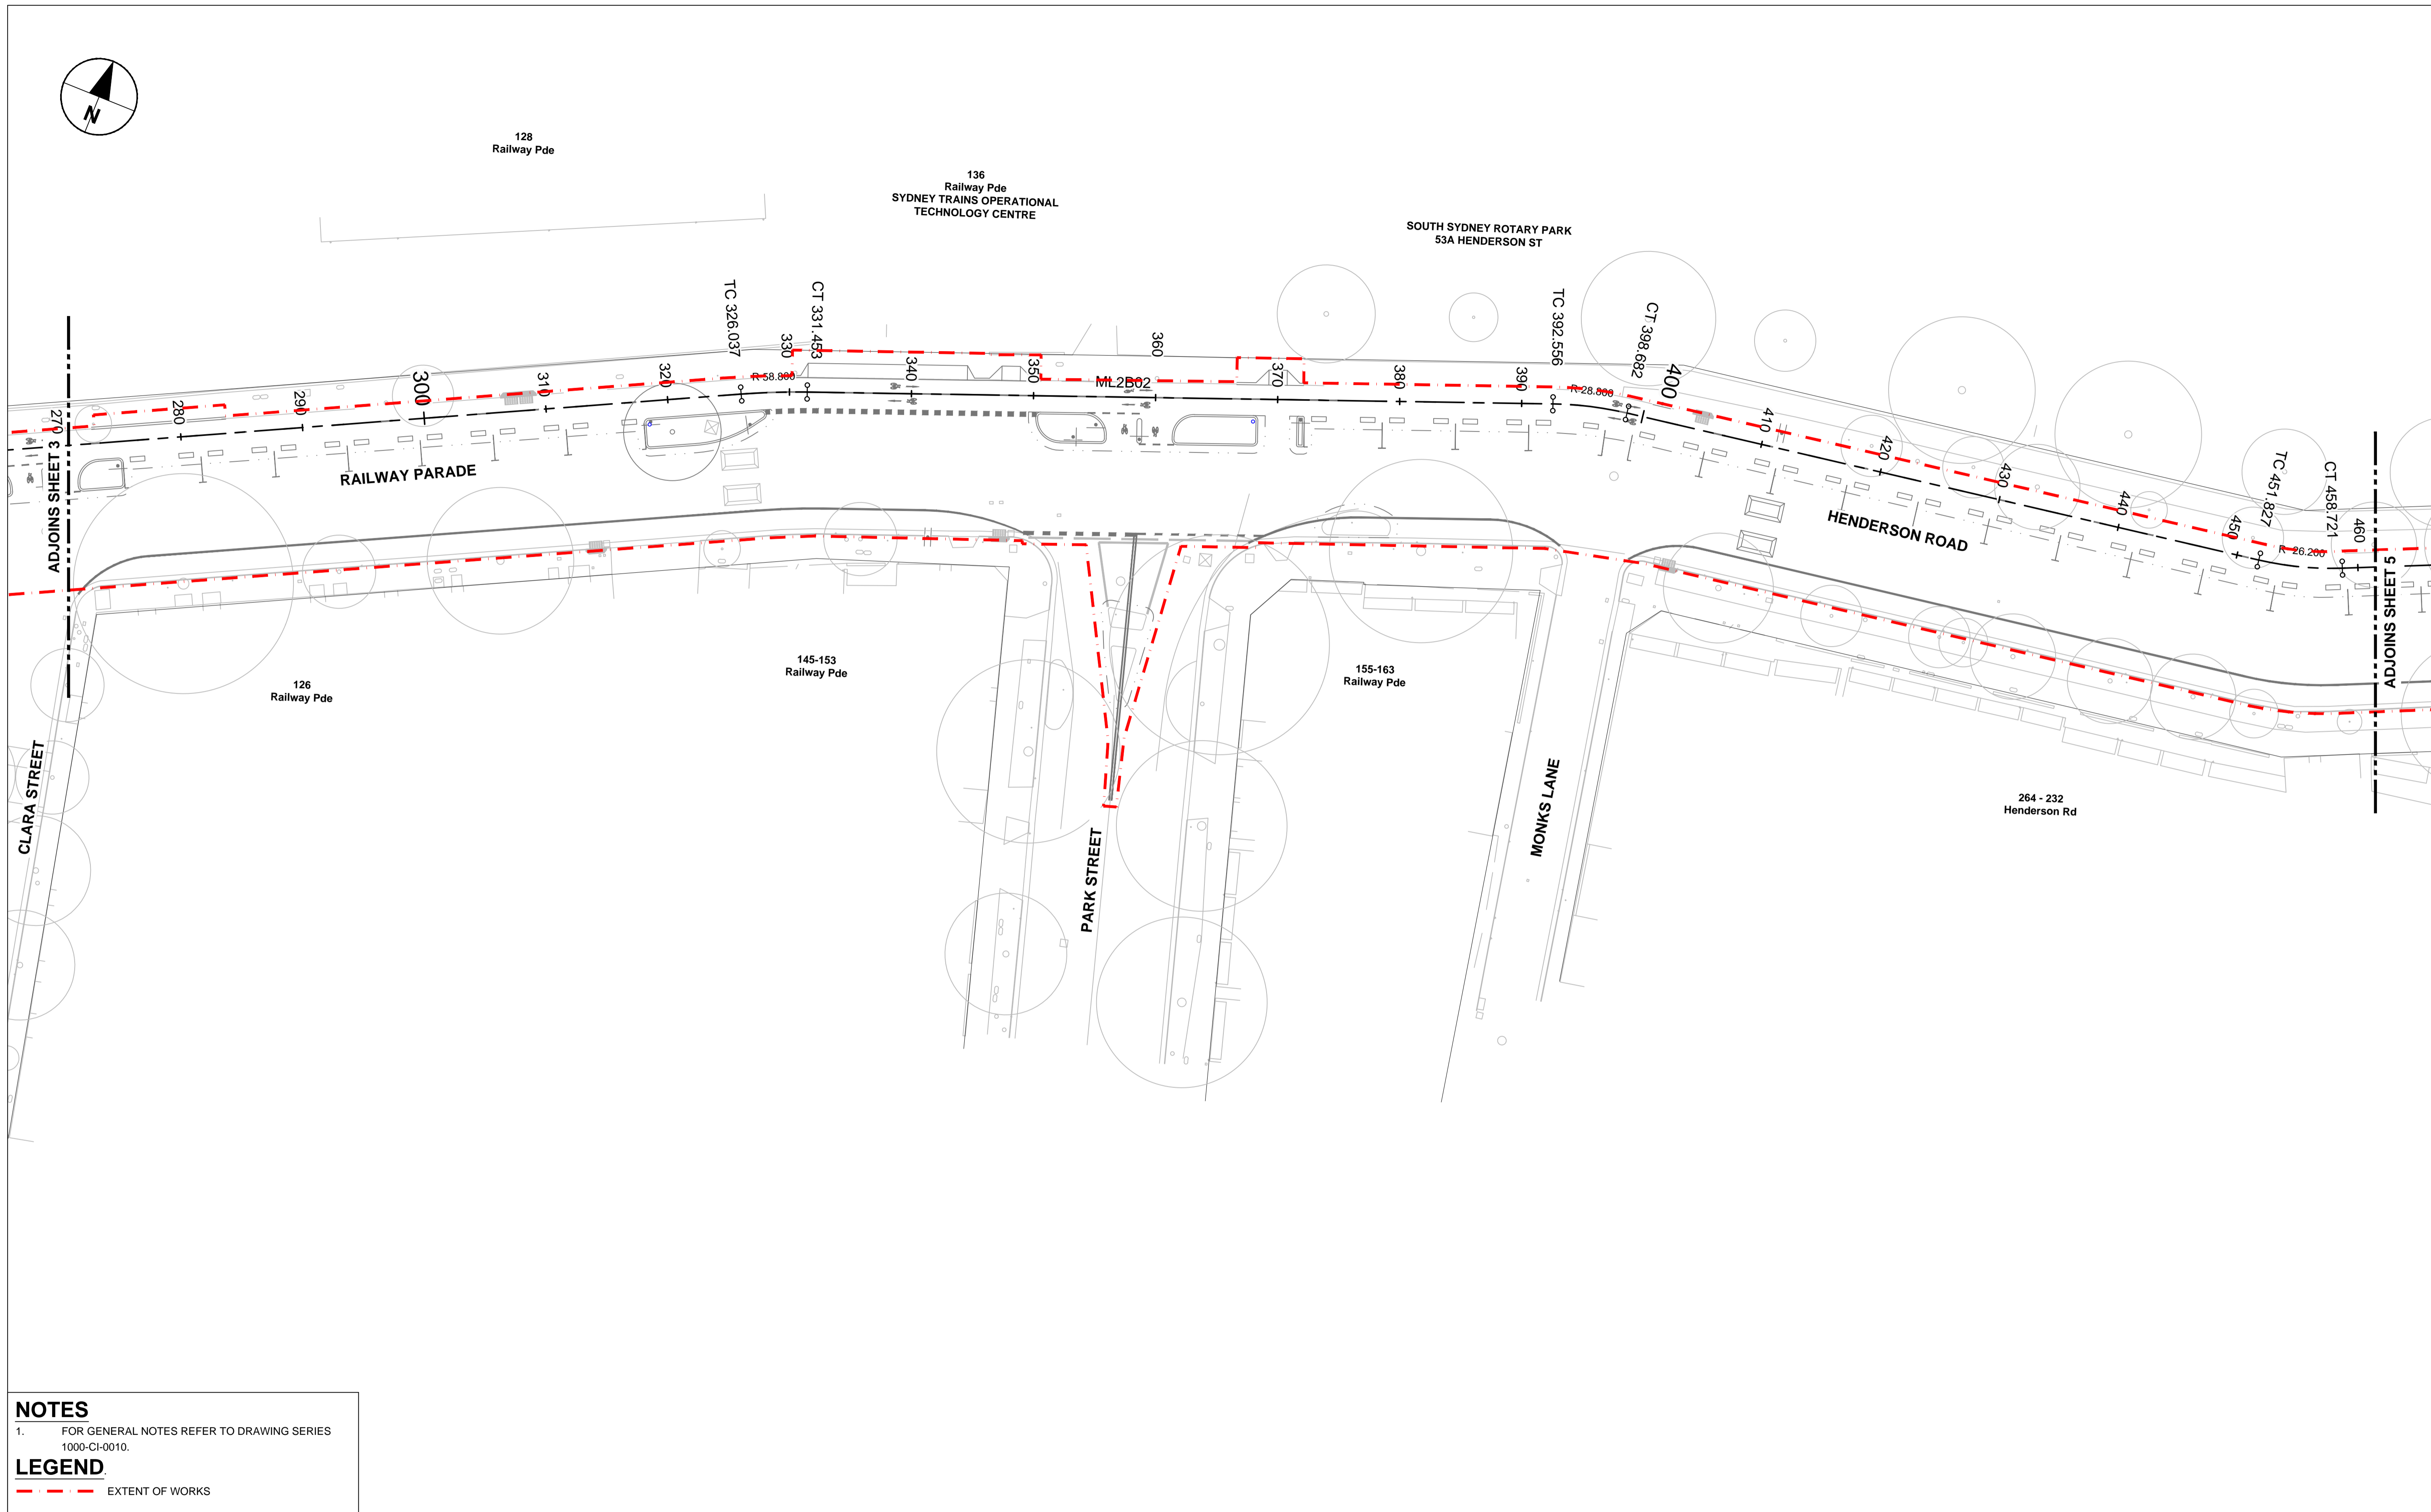 N
128
Railway Pde
136
Railway Pde
SYDNEY TRAINS OPERATIONAL
TECHNOLOGY CENTRE
SOUTH SYDNEY ROTARY PARK
53A HENDERSON ST
ADJOINS SHEET 3
270
280
290
300
310
320
TC 326.037
330
R-58.800
CT 331.453
340
350
ML2B02
360
370
380
390
TC 392.556
R-28.800
CT 398.682
400
410
420
430
440
450
TC 451.827
R -26.200
CT 458.721
460
ADJOINS SHEET 5
RAILWAY PARADE
HENDERSON ROAD
126
Railway Pde
145-153
Railway Pde
155-163
Railway Pde
264 - 232
Henderson Rd
CLARA STREET
PARK STREET
MONKS LANE
NOTES
1. FOR GENERAL NOTES REFER TO DRAWING SERIES
1000-CI-0010.
LEGEND.
EXTENT OF WORKS